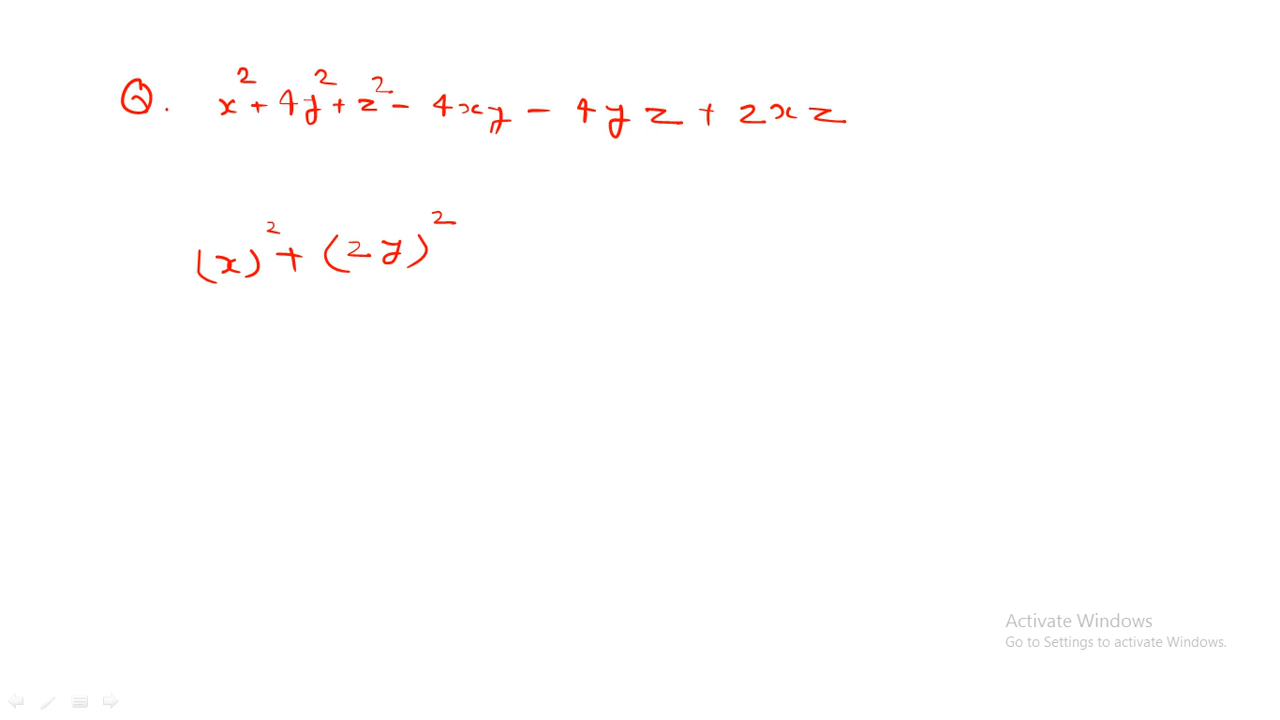 Q. x² + 4y² + z² - 4xy - 4yz + 2xz
(x)² + (2y)²
Activate Windows
Go to Settings to activate Windows.